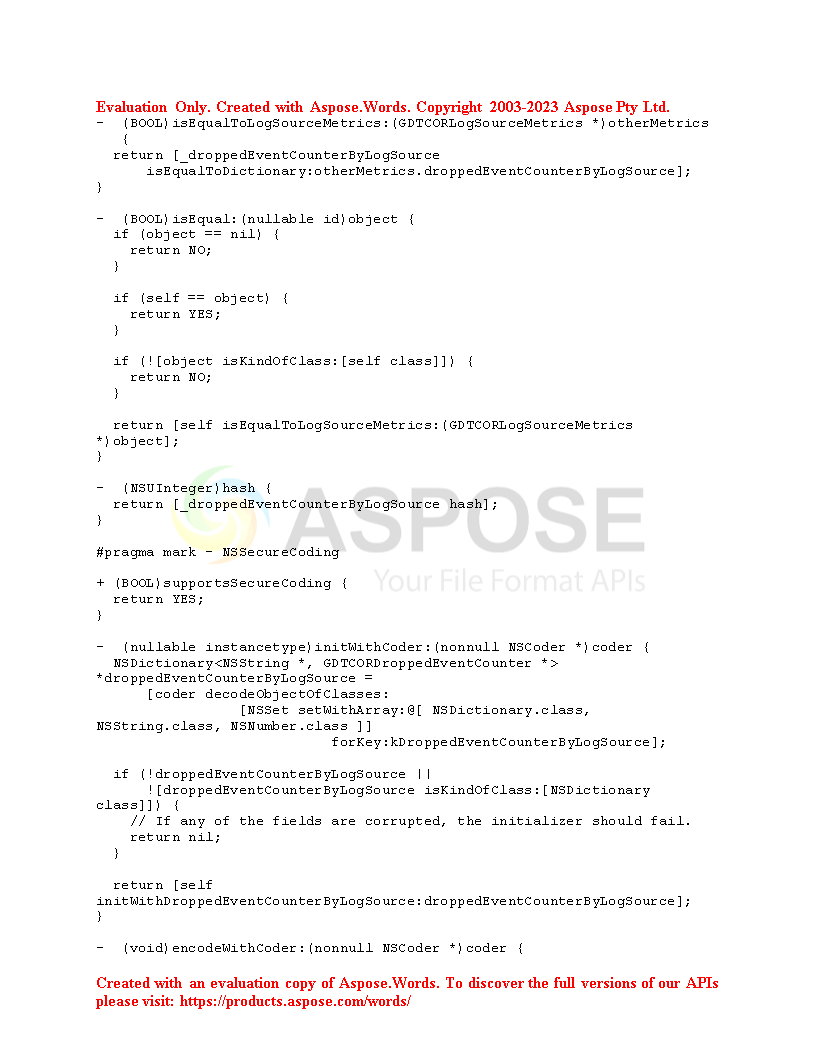 Evaluation Only. Created with Aspose.Words. Copyright 2003-2023 Aspose Pty Ltd.
-  (BOOL)isEqualToLogSourceMetrics:(GDTCORLogSourceMetrics *)otherMetrics
   {
  return [_droppedEventCounterByLogSource
      isEqualToDictionary:otherMetrics.droppedEventCounterByLogSource];
}

-  (BOOL)isEqual:(nullable id)object {
  if (object == nil) {
    return NO;
  }

  if (self == object) {
    return YES;
  }

  if (![object isKindOfClass:[self class]]) {
    return NO;
  }

  return [self isEqualToLogSourceMetrics:(GDTCORLogSourceMetrics
*)object];
}

-  (NSUInteger)hash {
  return [_droppedEventCounterByLogSource hash];
}
ASPOSE
Your File Format APIs

#pragma mark - NSSecureCoding

+ (BOOL)supportsSecureCoding {
  return YES;
}

-  (nullable instancetype)initWithCoder:(nonnull NSCoder *)coder {
  NSDictionary<NSString *, GDTCORDroppedEventCounter *>
*droppedEventCounterByLogSource =
      [coder decodeObjectOfClasses:
                 [NSSet setWithArray:@[ NSDictionary.class,
NSString.class, NSNumber.class ]]
                            forKey:kDroppedEventCounterByLogSource];

  if (!droppedEventCounterByLogSource ||
      ![droppedEventCounterByLogSource isKindOfClass:[NSDictionary
class]]) {
    // If any of the fields are corrupted, the initializer should fail.
    return nil;
  }

  return [self
initWithDroppedEventCounterByLogSource:droppedEventCounterByLogSource];
}

-  (void)encodeWithCoder:(nonnull NSCoder *)coder {

Created with an evaluation copy of Aspose.Words. To discover the full versions of our APIs
please visit: https://products.aspose.com/words/